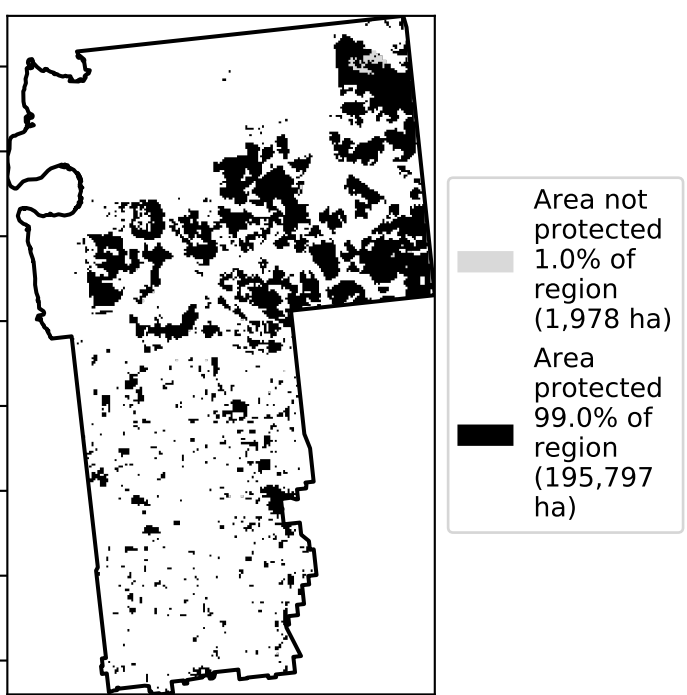 Area not
protected
1.0% of
region
(1,978 ha)
Area
protected
99.0% of
region
(195,797
ha)